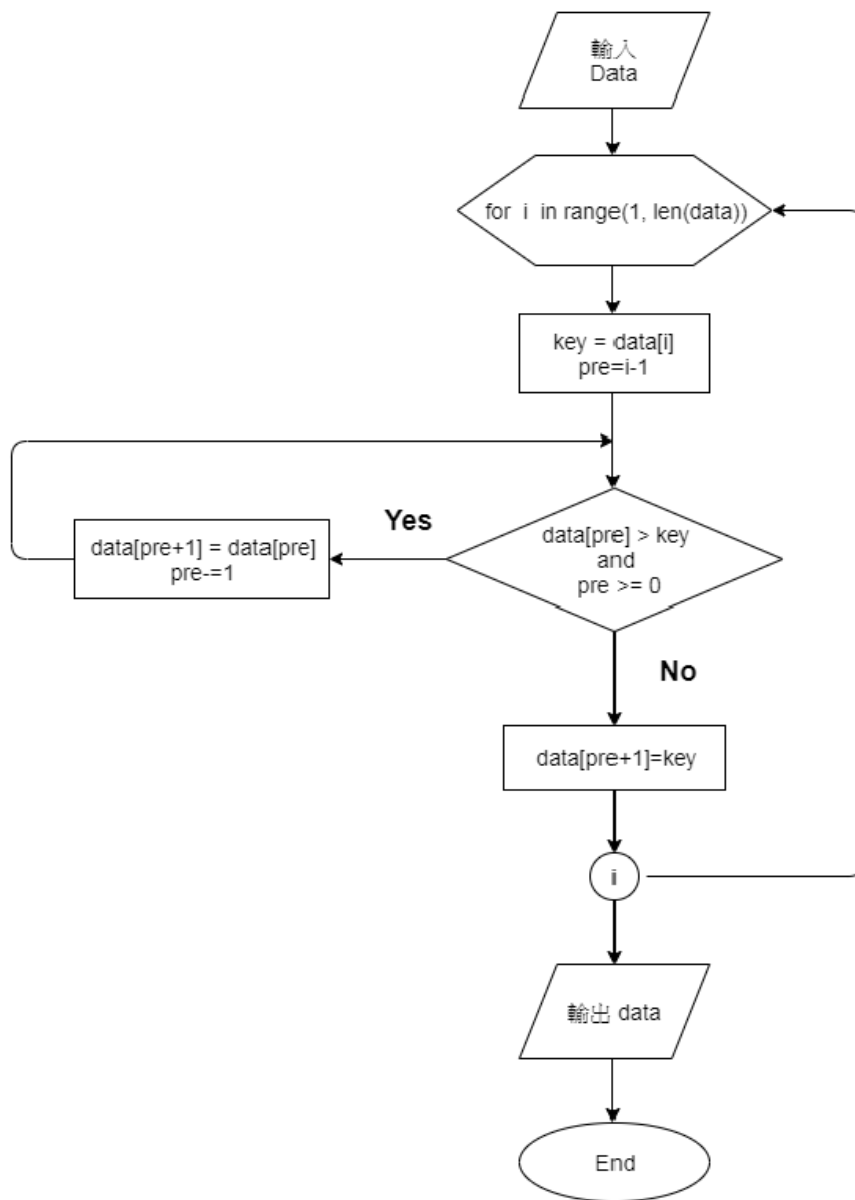 輸入
Data
for i in range(1, len(data))
key = data[i]
pre=i-1
Yes
data[pre+1] = data[pre]
pre-=1
data[pre] > key
and
pre >= 0
No
data[pre+1]=key
i
輸出 data
End